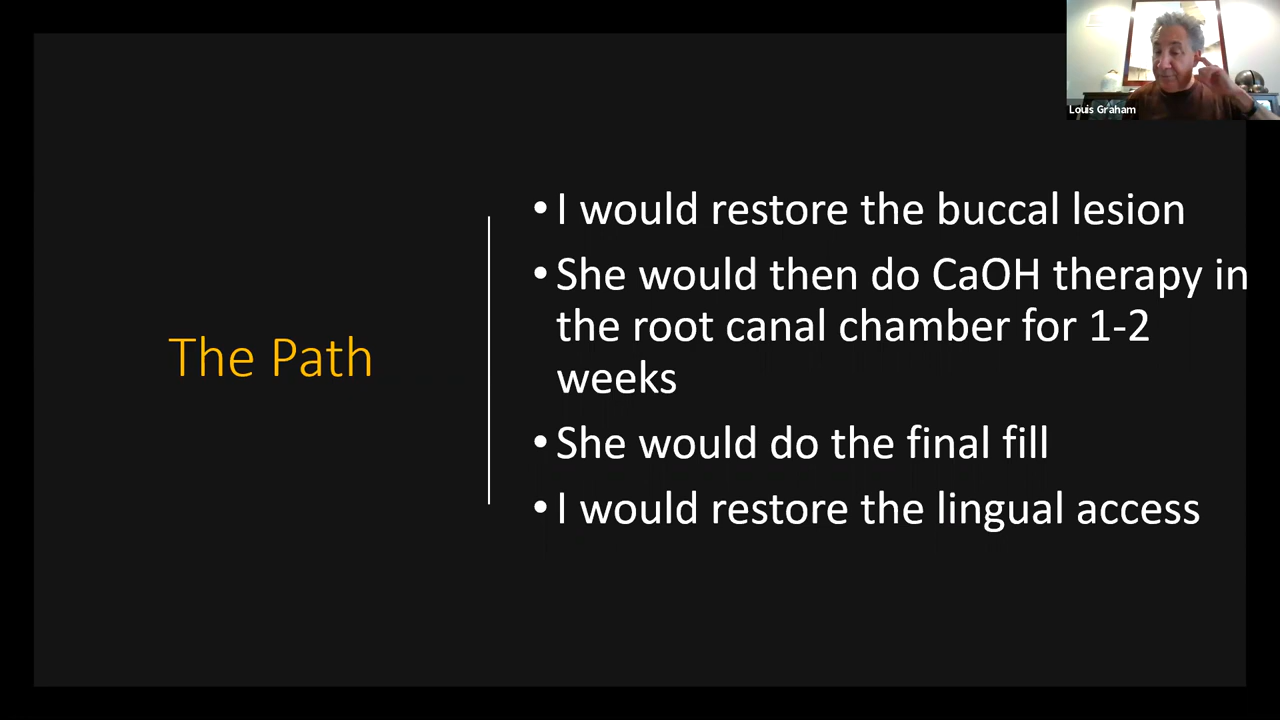 Louis Graham
The Path
• I would restore the buccal lesion
• She would then do CaOH therapy in
the root canal chamber for 1-2
weeks
• She would do the final fill
• I would restore the lingual access